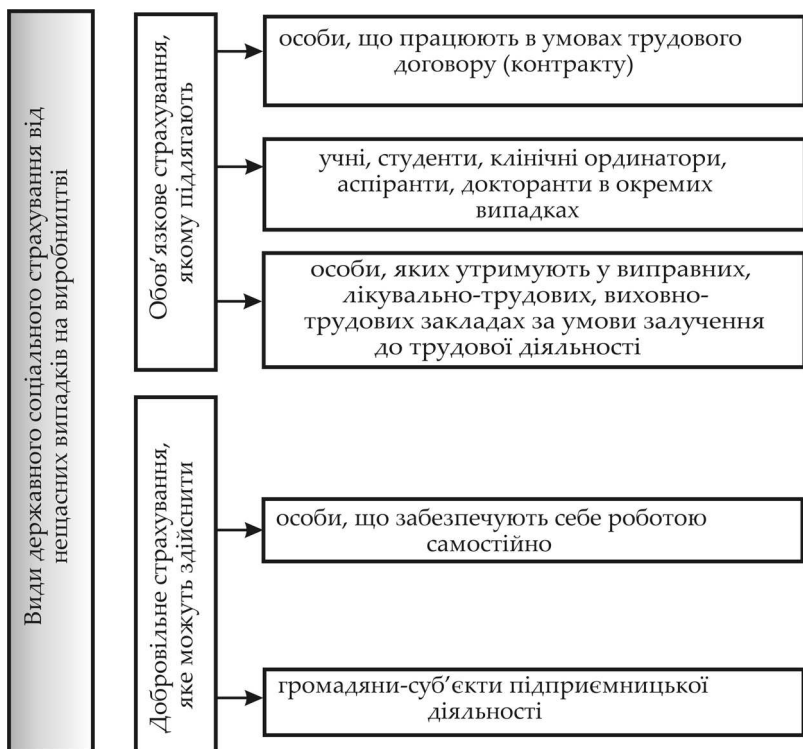 Види державного соціального страхування від
нещасних випадків на виробництві
Обов’язкове страхування,
якому підлягають
особи, що працюють в умовах трудового
договору (контракту)
учні, студенти, клінічні ординатори,
аспіранти, докторанти в окремих
випадках
особи, яких утримують у виправних,
лікувально-трудових, виховно-
трудових закладах за умови залучення
до трудової діяльності
Добровільне страхування,
яке можуть здійснити
особи, що забезпечують себе роботою
самостійно
громадяни-суб’єкти підприємницької
діяльності